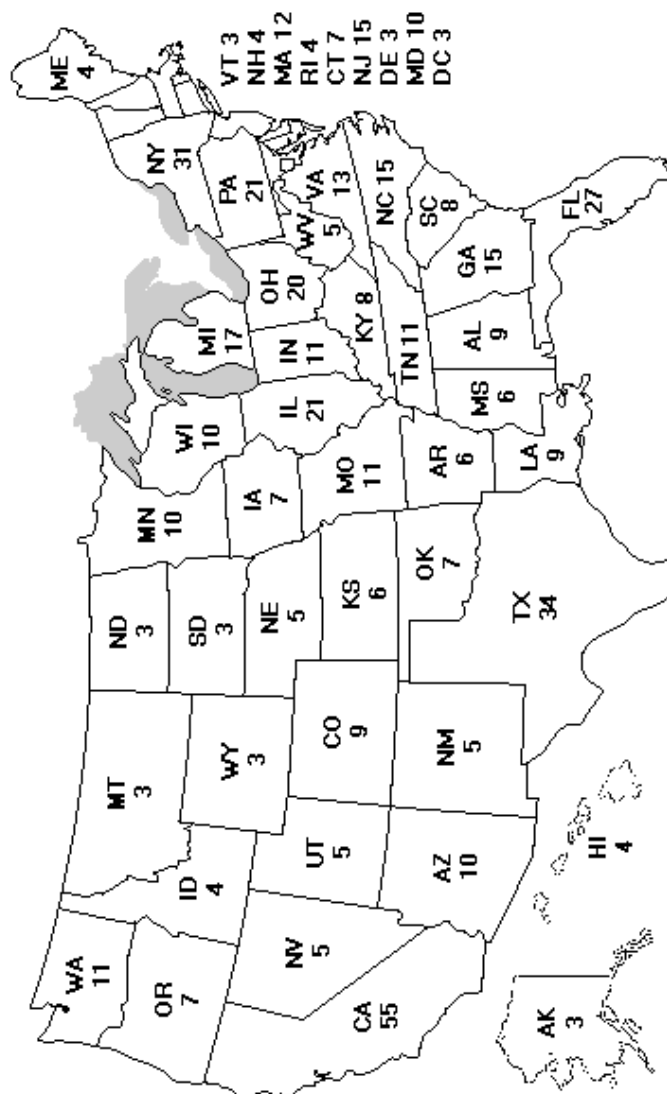 WA
11
OR
7
CA
55
NV
5
ID
4
MT
3
WY
3
UT
5
AZ
10
CO
9
NM
5
ND
3
SD
3
NE
5
KS
6
OK
7
TX
34
MN
10
IA
7
MO
11
AR
6
LA
9
WI
10
IL
21
MI
17
IN
11
OH
20
KY 8
TN 11
MS
6
AL
9
GA
15
FL
27
SC
8
NC 15
VA
13
WV
5
PA
21
NY
31
ME
4
VT 3
NH 4
MA 12
RI 4
CT 7
NJ 15
DE 3
MD 10
DC 3
AK
3
HI
4